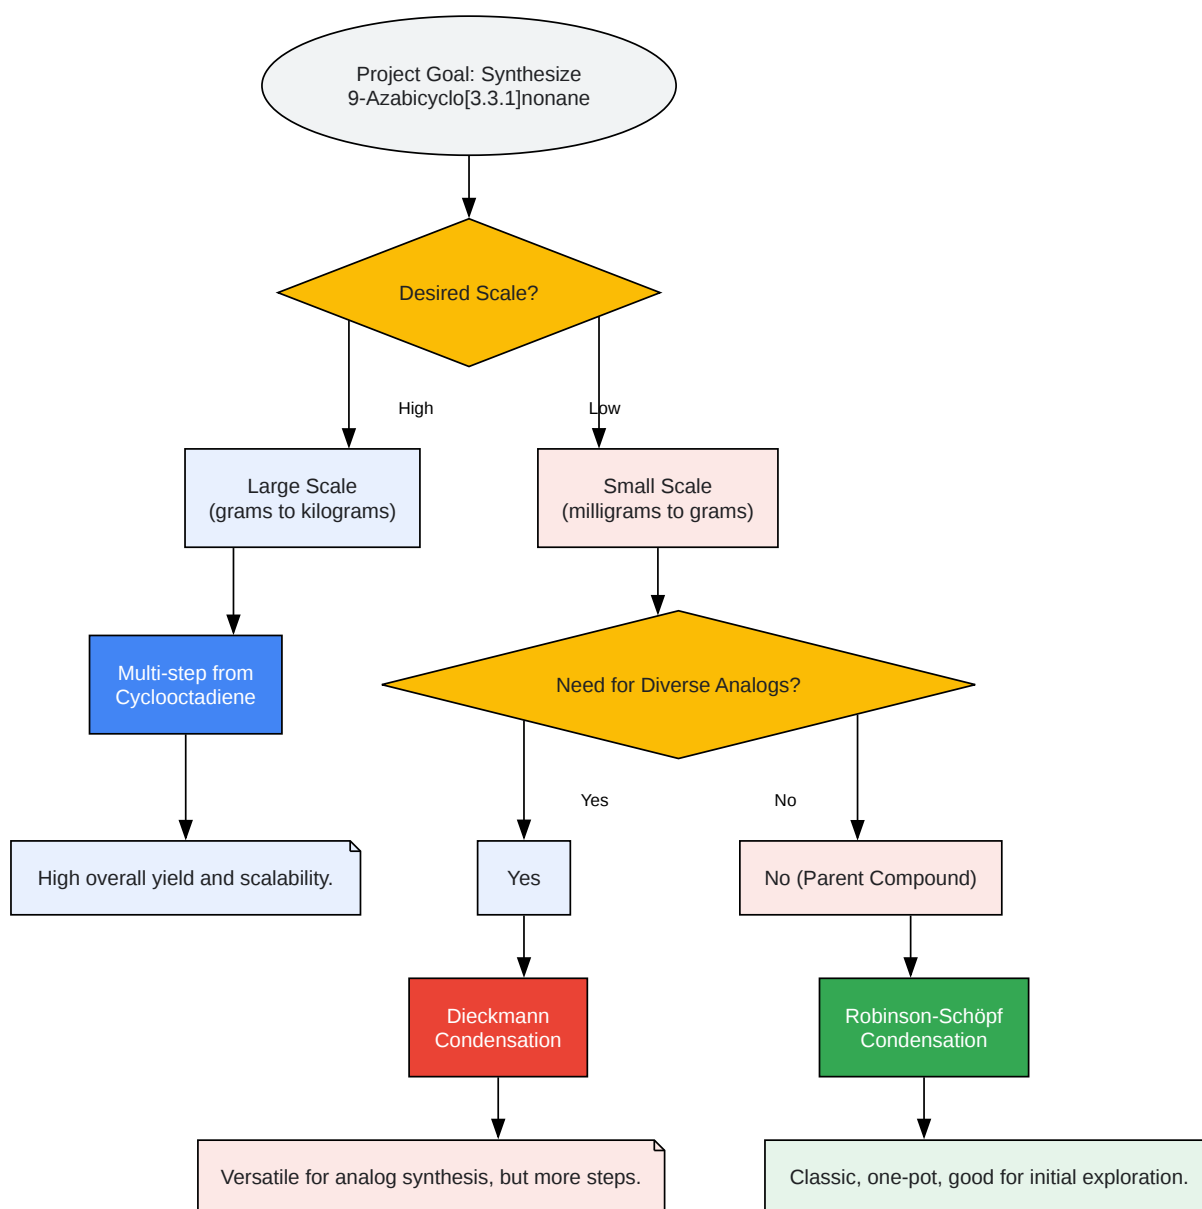 Project Goal: Synthesize
9-Azabicyclo[3.3.1]nonane
Desired Scale?
High
Low
Large Scale
(grams to kilograms)
Small Scale
(milligrams to grams)
Multi-step from
Cyclooctadiene
Need for Diverse Analogs?
Yes
No
High overall yield and scalability.
Yes
No (Parent Compound)
Dieckmann
Condensation
Robinson-Schöpf
Condensation
Versatile for analog synthesis, but more steps.
Classic, one-pot, good for initial exploration.